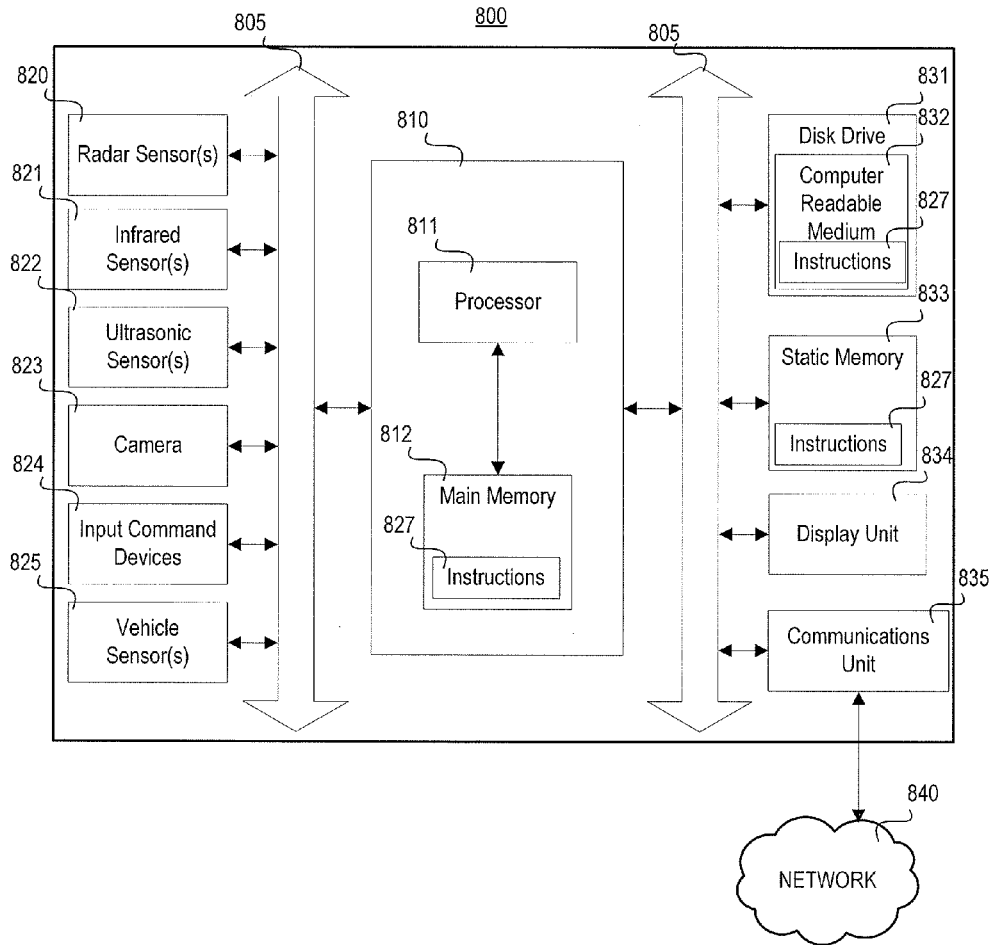 800
805
805
820
Radar Sensor(s)
821
Infrared
Sensor(s)
822
Ultrasonic
Sensor(s)
823
Camera
824
Input Command
Devices
825
Vehicle
Sensor(s)
810
811
Processor
812
Main Memory
827
Instructions
831
Disk Drive
832
Computer
Readable
Medium
827
Instructions
833
Static Memory
827
Instructions
834
Display Unit
835
Communications
Unit
840
NETWORK